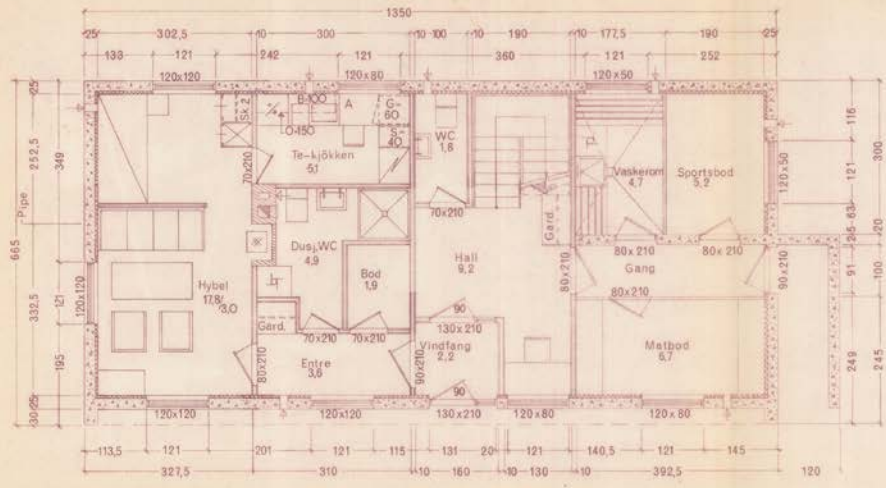 1350
25 302,5 10 300 10 100 10 190 10 177,5 190 25
133 121 242 121 360 121 252
120x120 120x80 120x50
25 252,5 Pipe 332,5 30 25
665
349 121 195
120x120
Sk.2
B-100 A G-60
0-150 S-40
Te-kjökken
5,1
70x210
WC
1,8
70x210
Vaskerom
4,7
Sportsbod
5,2
116 121 63 91 249
120x50
300 20 100 245
25
Gard.
80x210 80x210
Dusj,WC
4,9
Bod
1,9
Hall
9,2
80x210
Gang
80x210
90x210
Hybel
17,8/3,0
Gard.
70x210 70x210
90
130x210
Vindfang
2,2
Entre
3,6
80x210
90x210
90
Matbod
6,7
120x120 120x120 130x210 120x80 120x80
113,5 121 201 121 115 131 20 121 140,5 121 145
327,5 310 10 160 10 130 10 392,5 120